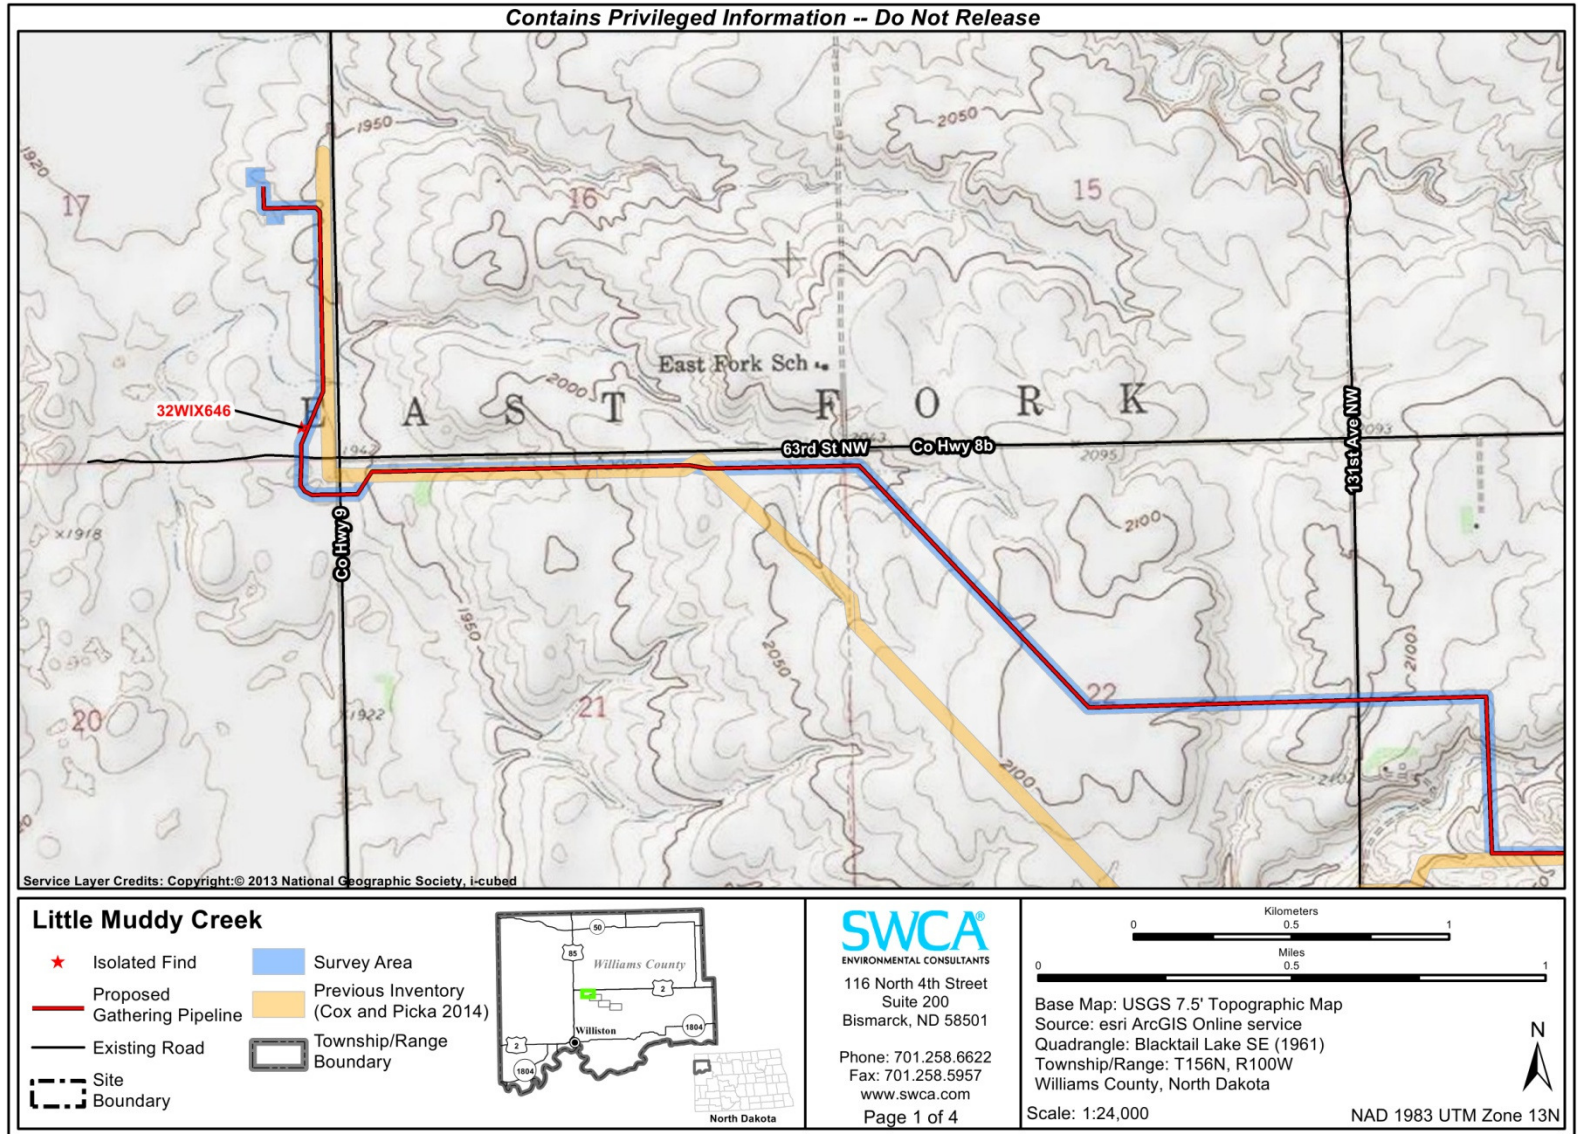 Contains Privileged Information -- Do Not Release
1950
2050
1920
17
16
15
East Fork Sch
2000
32WIX646
E A S T F O R K
1947
63rd St NW
Co Hwy 8b
2093
2095
131st Ave NW
2100
x1918
Co Hwy 9
1950
2050
2100
20
x1922
21
22
2100
2107
Service Layer Credits: Copyright:© 2013 National Geographic Society, i-cubed
Little Muddy Creek
Isolated Find
Proposed
Gathering Pipeline
Existing Road
Site
Boundary
Survey Area
Previous Inventory
(Cox and Picka 2014)
Township/Range
Boundary
50
85
Williams County
2
Williston
2
1804
1804
North Dakota
SWCA®
ENVIRONMENTAL CONSULTANTS
116 North 4th Street
Suite 200
Bismarck, ND 58501
Phone: 701.258.6622
Fax: 701.258.5957
www.swca.com
Page 1 of 4
Kilometers
0 0.5 1
Miles
0 0.5 1
Base Map: USGS 7.5' Topographic Map
Source: esri ArcGIS Online service
Quadrangle: Blacktail Lake SE (1961)
Township/Range: T156N, R100W
Williams County, North Dakota
N
Scale: 1:24,000
NAD 1983 UTM Zone 13N